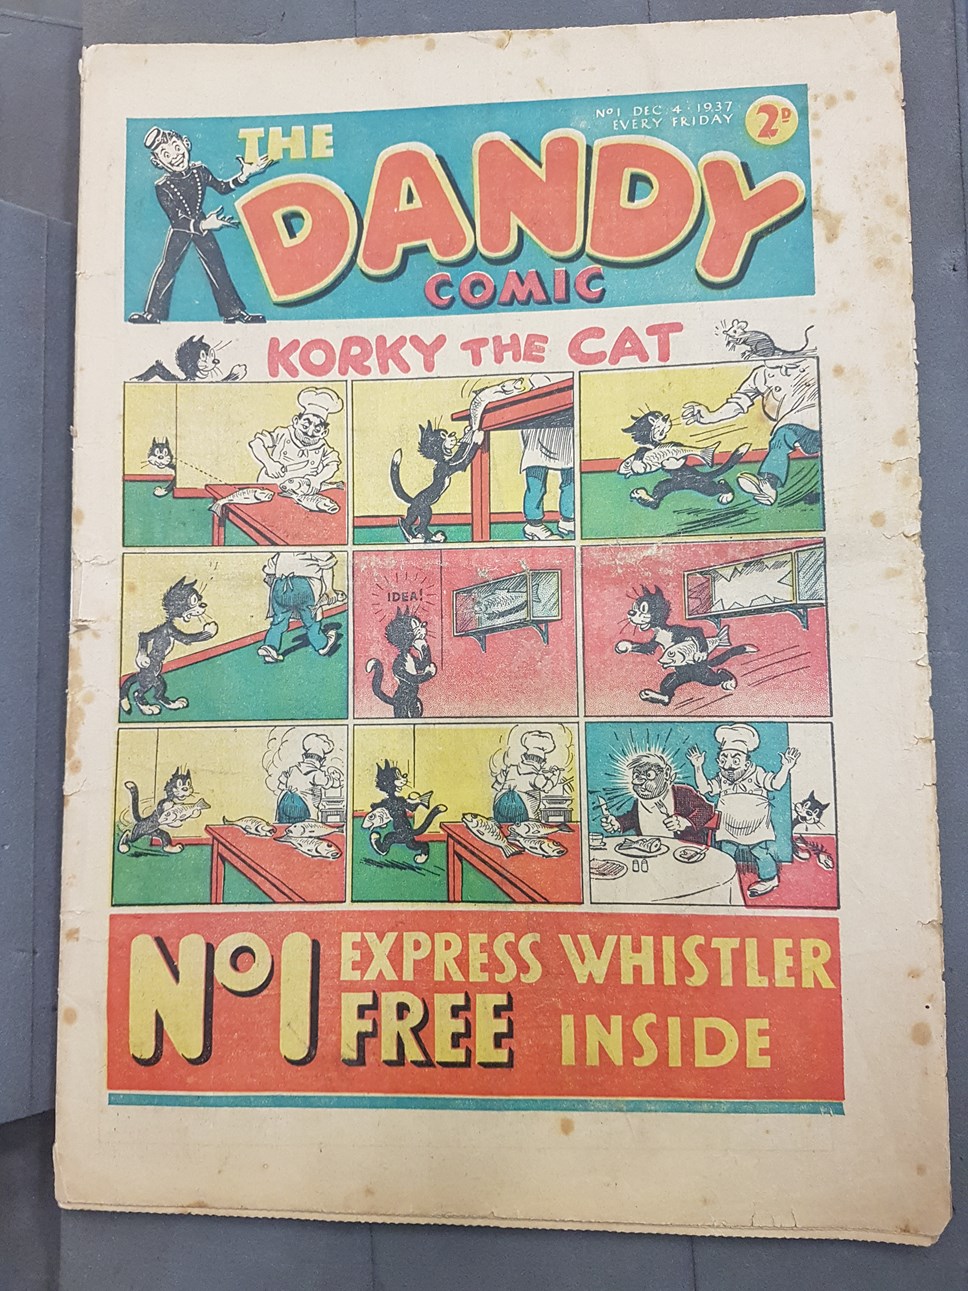 Nº1 DEC. 4 · 1937
EVERY FRIDAY
2D
THE
DANDY
COMIC
KORKY THE CAT
IDEA!
Nº1 EXPRESS WHISTLER
FREE INSIDE